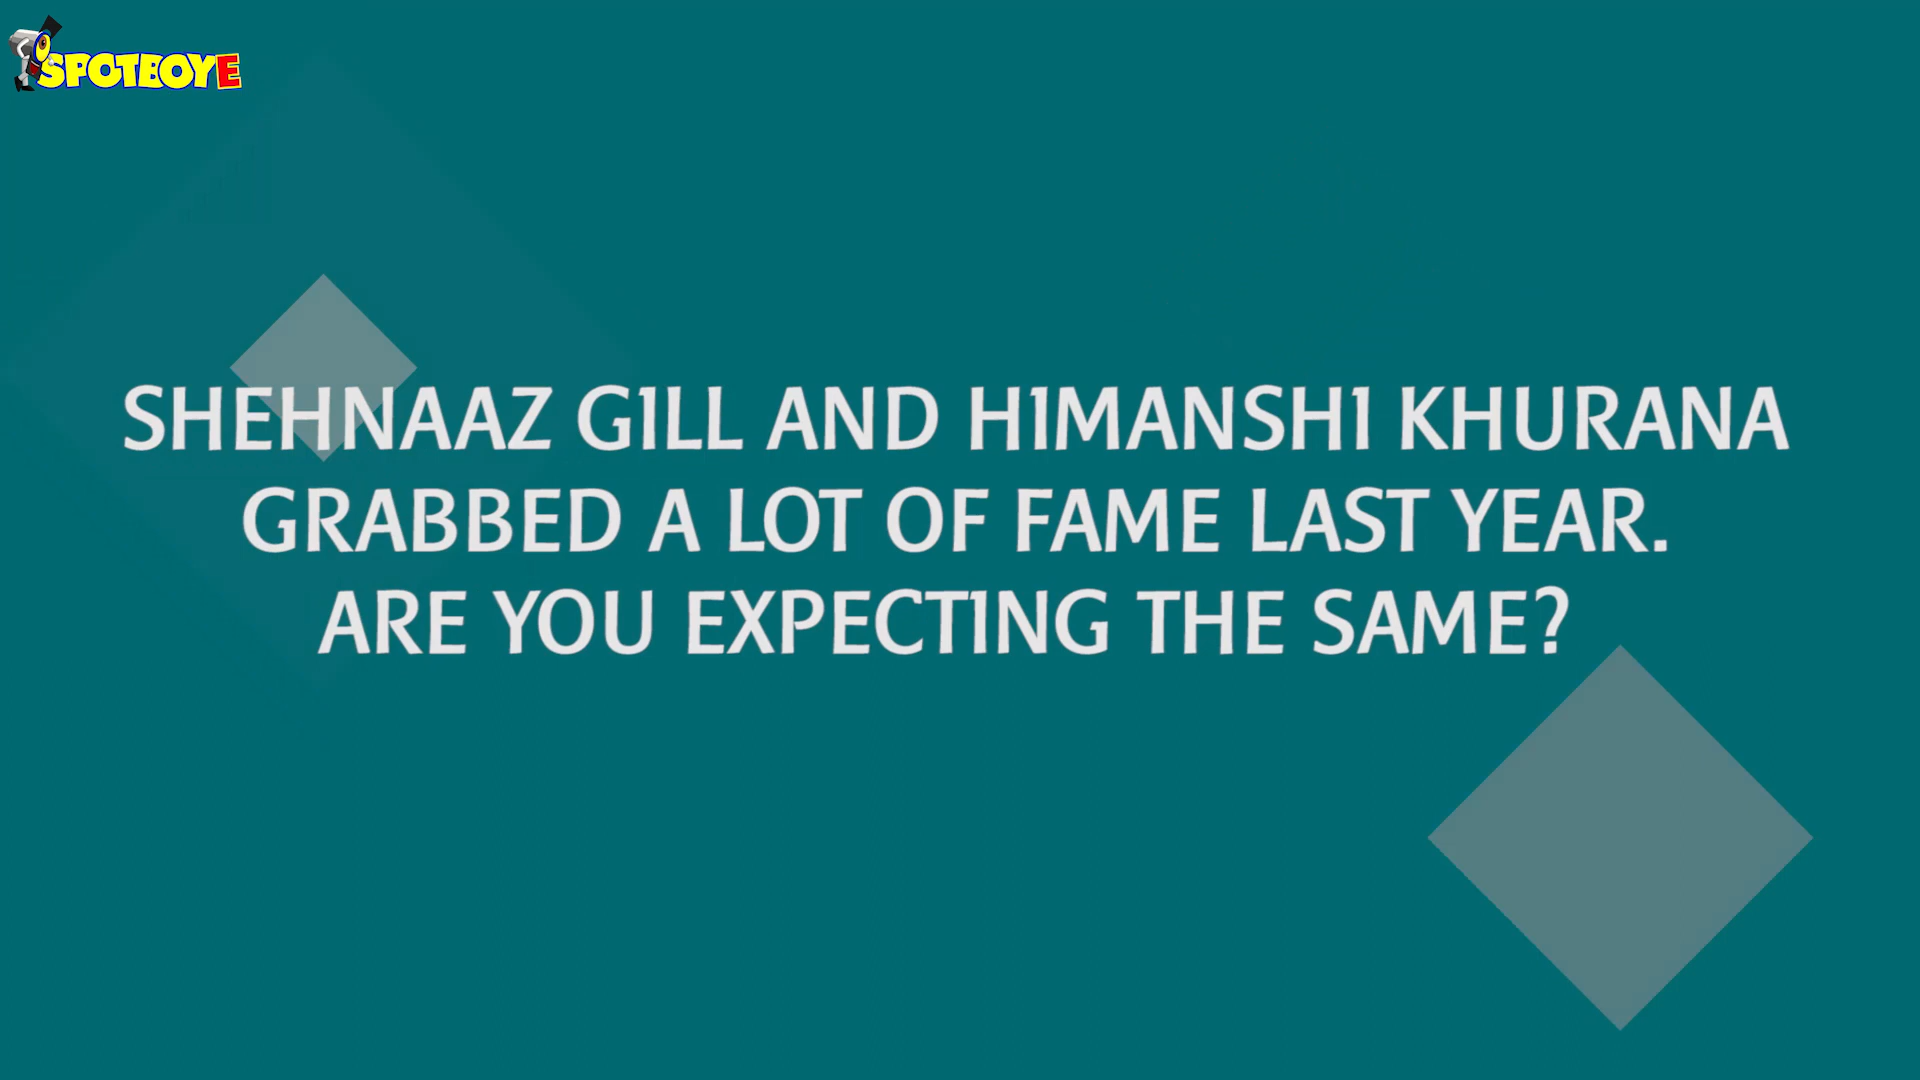 SPOTBOYE
SHEHNAAZ GILL AND HIMANSHI KHURANA
GRABBED A LOT OF FAME LAST YEAR.
ARE YOU EXPECTING THE SAME?